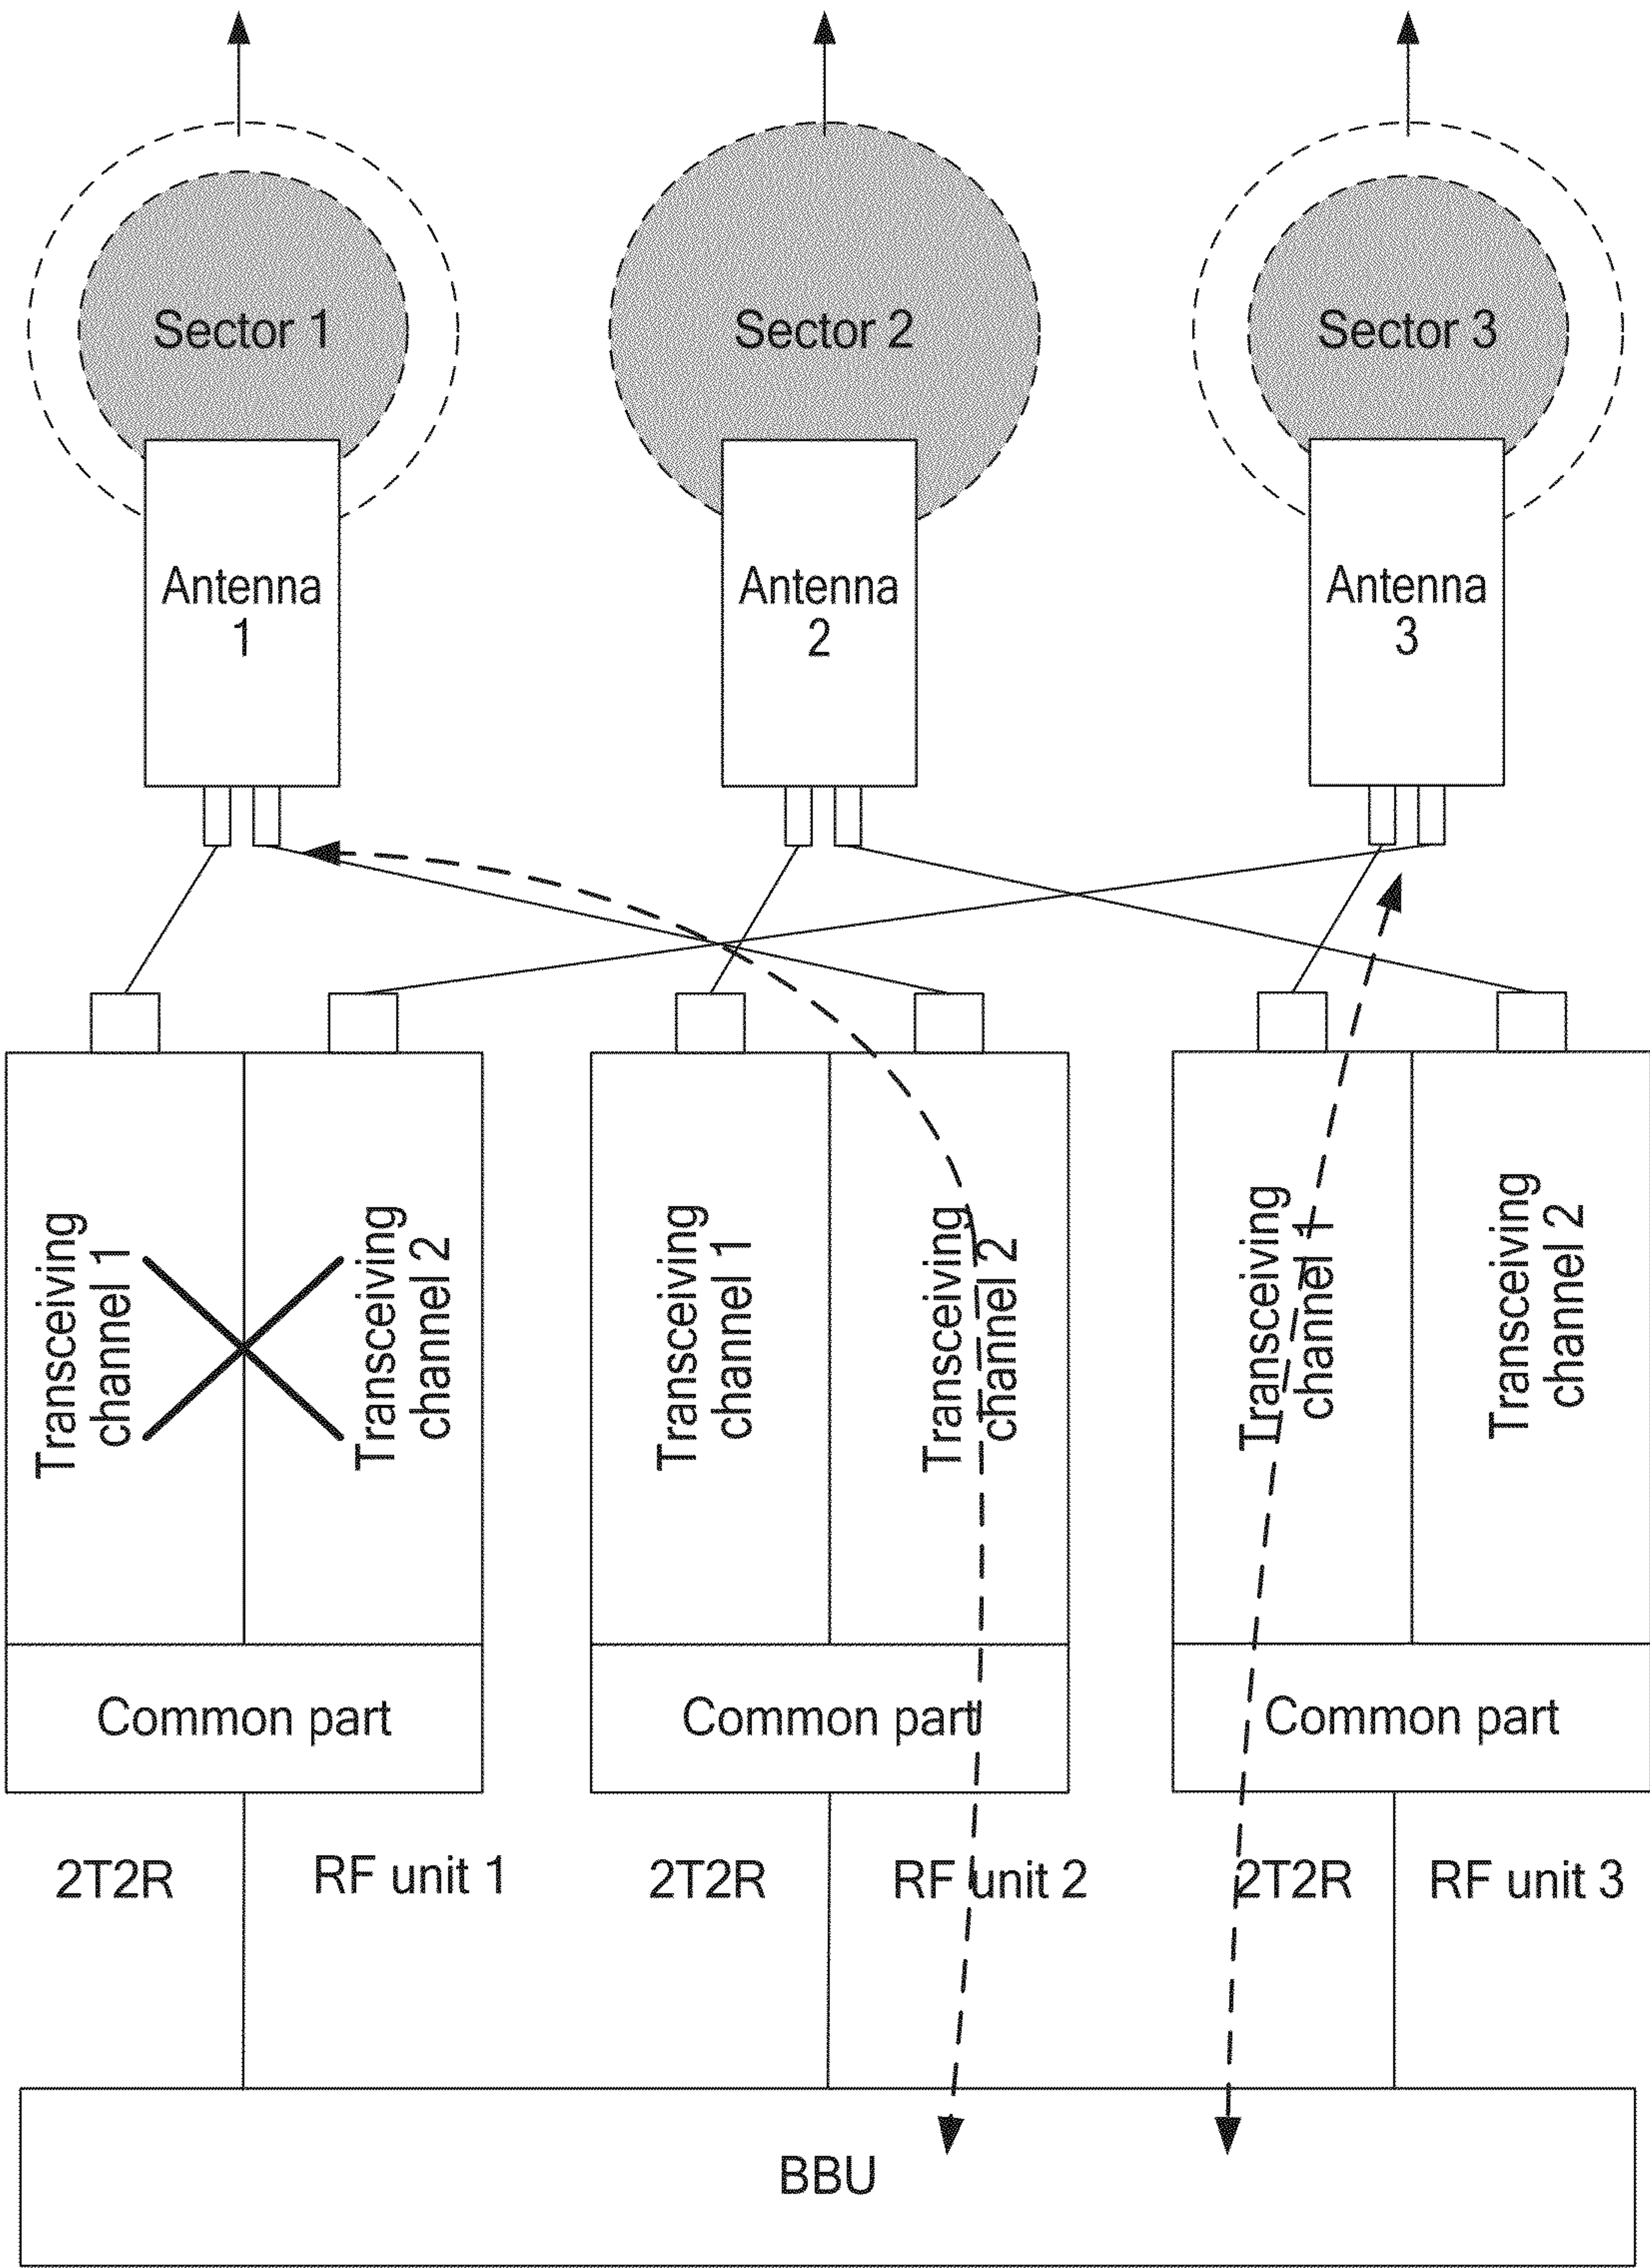 Sector 1
Sector 2
Sector 3
Antenna
1
Antenna
2
Antenna
3
Transceiving
channel 1
Transceiving
channel 2
Transceiving
channel 1
Transceiving
channel 2
Transceiving
channel 1
Transceiving
channel 2
Common part
Common part
Common part
2T2R
RF unit 1
2T2R
RF unit 2
2T2R
RF unit 3
BBU